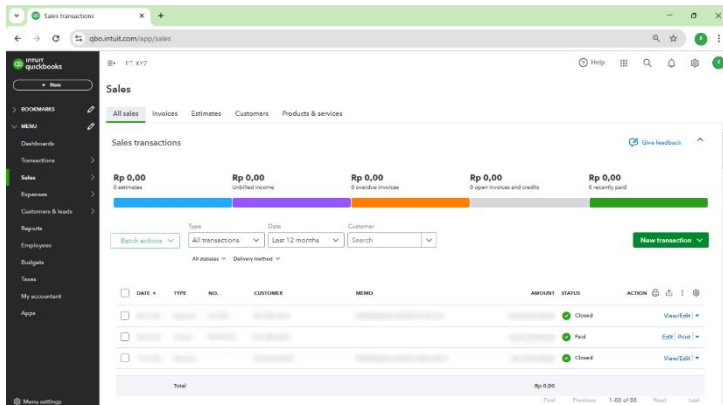 Sales transactions
qbo.intuit.com/app/sales
INTUIT quickbooks
PT XYZ
Help
+ New
Sales
BOOKMARKS
MENU
Dashboards
Transactions
Sales
Expenses
Customers & leads
Reports
Employees
Budgets
Taxes
My accountant
Apps
Menu settings
All sales Invoices Estimates Customers Products & services
Sales transactions
Give feedback
Rp 0,00 Rp 0,00 Rp 0,00 Rp 0,00 Rp 0,00
0 estimates Unbilled income 0 overdue invoices 0 open invoices and credits 0 recently paid
Type Date Customer
Batch actions All transactions Last 12 months Search New transaction
All statuses Delivery method
DATE TYPE NO. CUSTOMER MEMO AMOUNT STATUS ACTION
Closed View/Edit
Paid Edit Print
Closed View/Edit
Total Rp 0,00
First Previous 1-88 of 88 Next Last